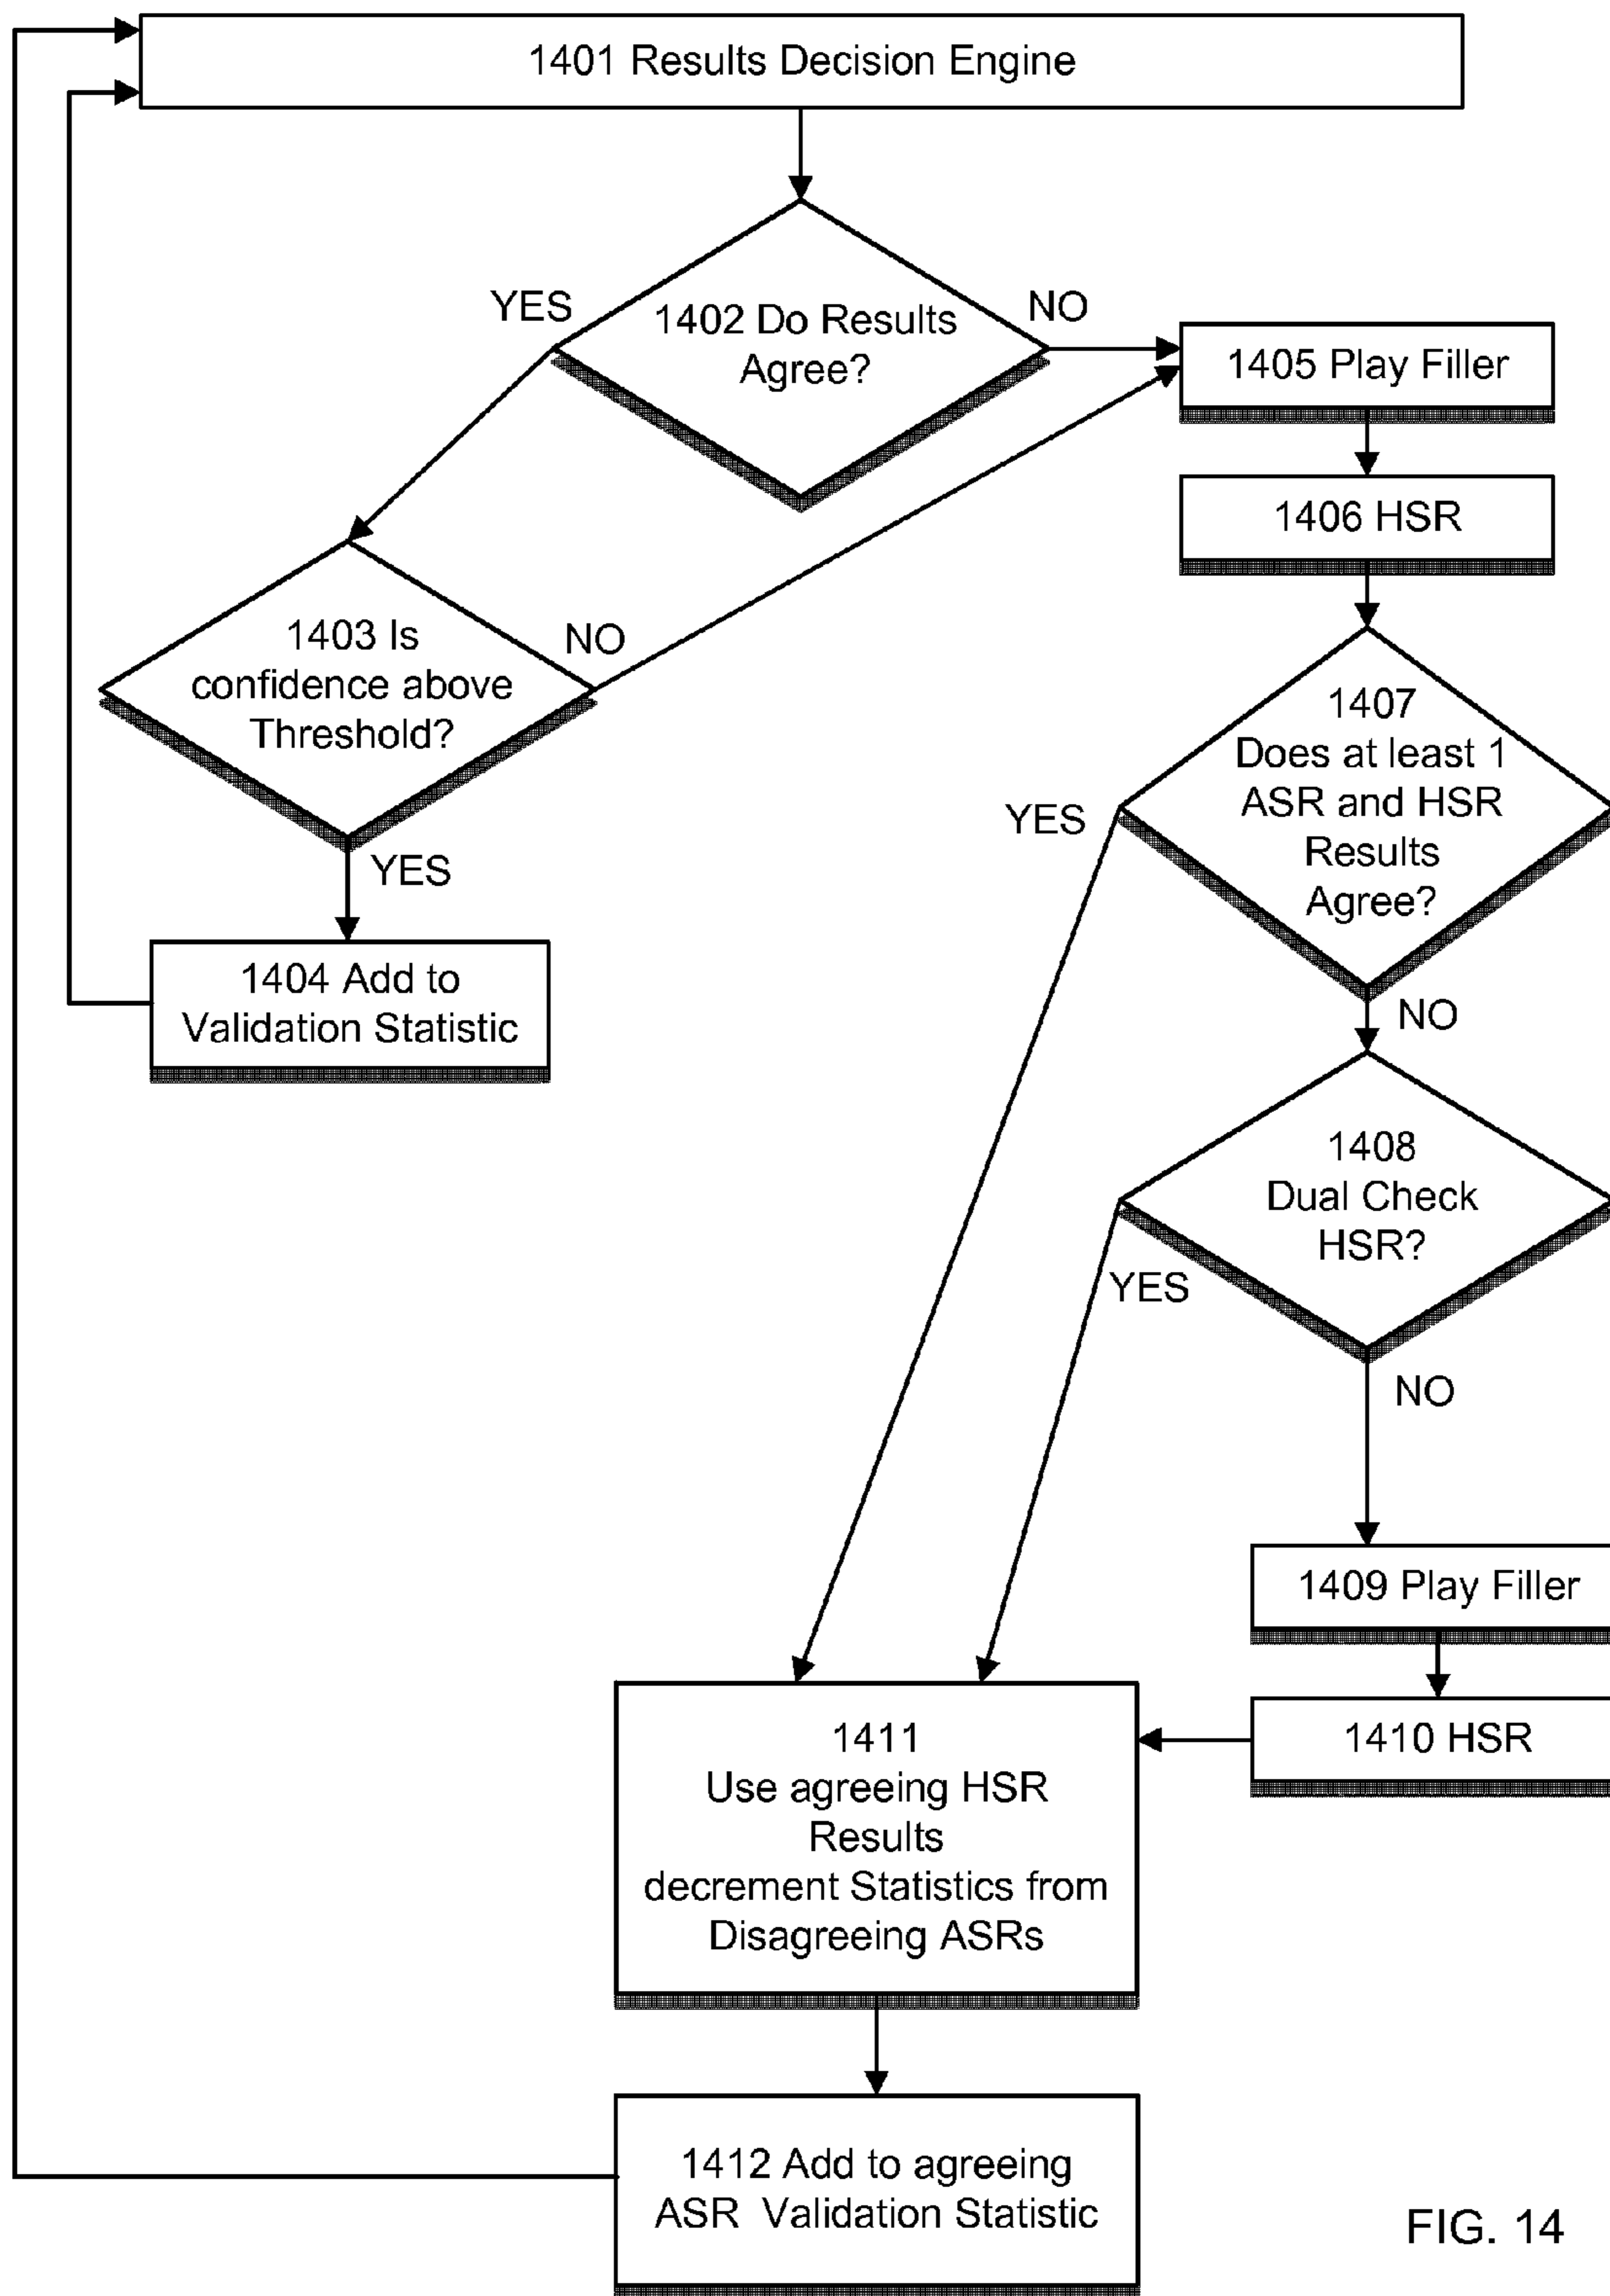 1401 Results Decision Engine
YES
NO
1402 Do Results
Agree?
1405 Play Filler
1406 HSR
1403 Is
confidence above
Threshold?
NO
YES
1404 Add to
Validation Statistic
1407
Does at least 1
ASR and HSR
Results
Agree?
YES
NO
1408
Dual Check
HSR?
YES
NO
1409 Play Filler
1410 HSR
1411
Use agreeing HSR
Results
decrement Statistics from
Disagreeing ASRs
1412 Add to agreeing
ASR Validation Statistic
FIG. 14